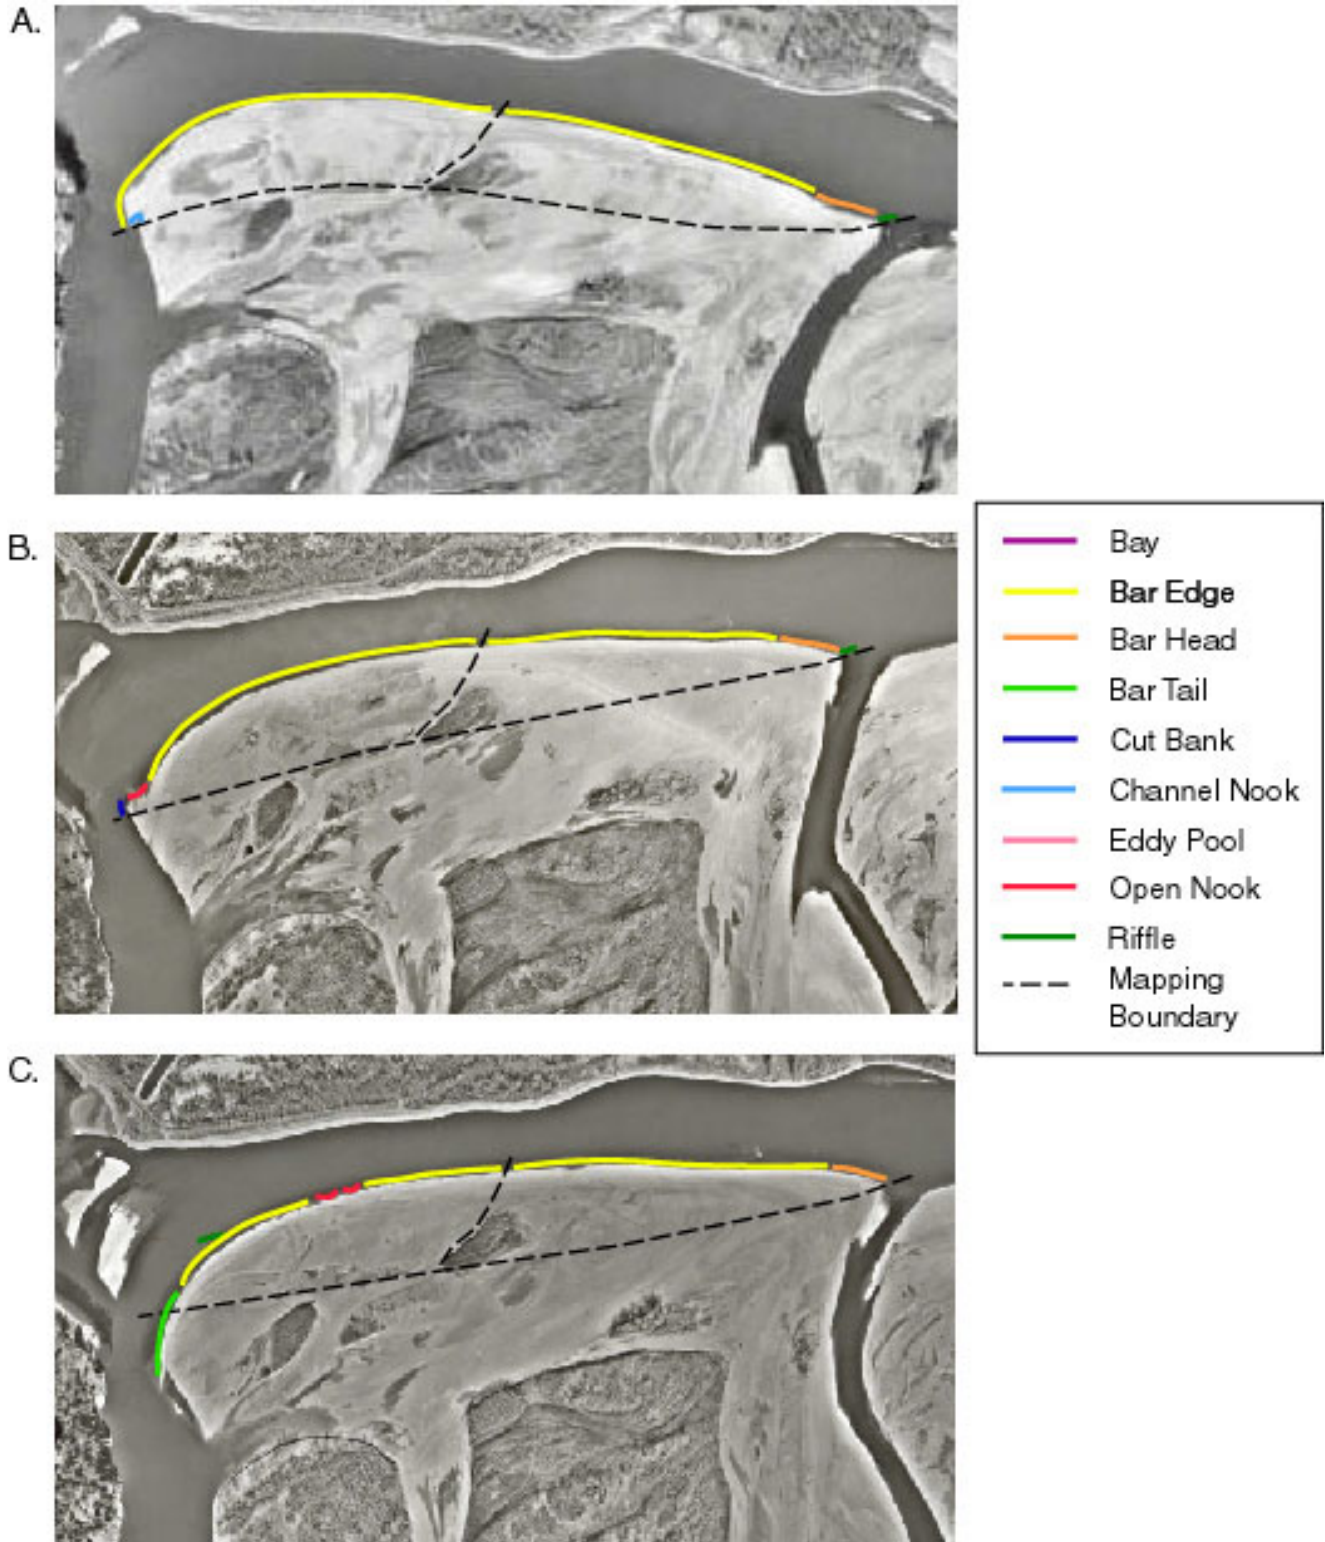 A.
B.
C.
Bay
Bar Edge
Bar Head
Bar Tail
Cut Bank
Channel Nook
Eddy Pool
Open Nook
Riffle
Mapping
Boundary